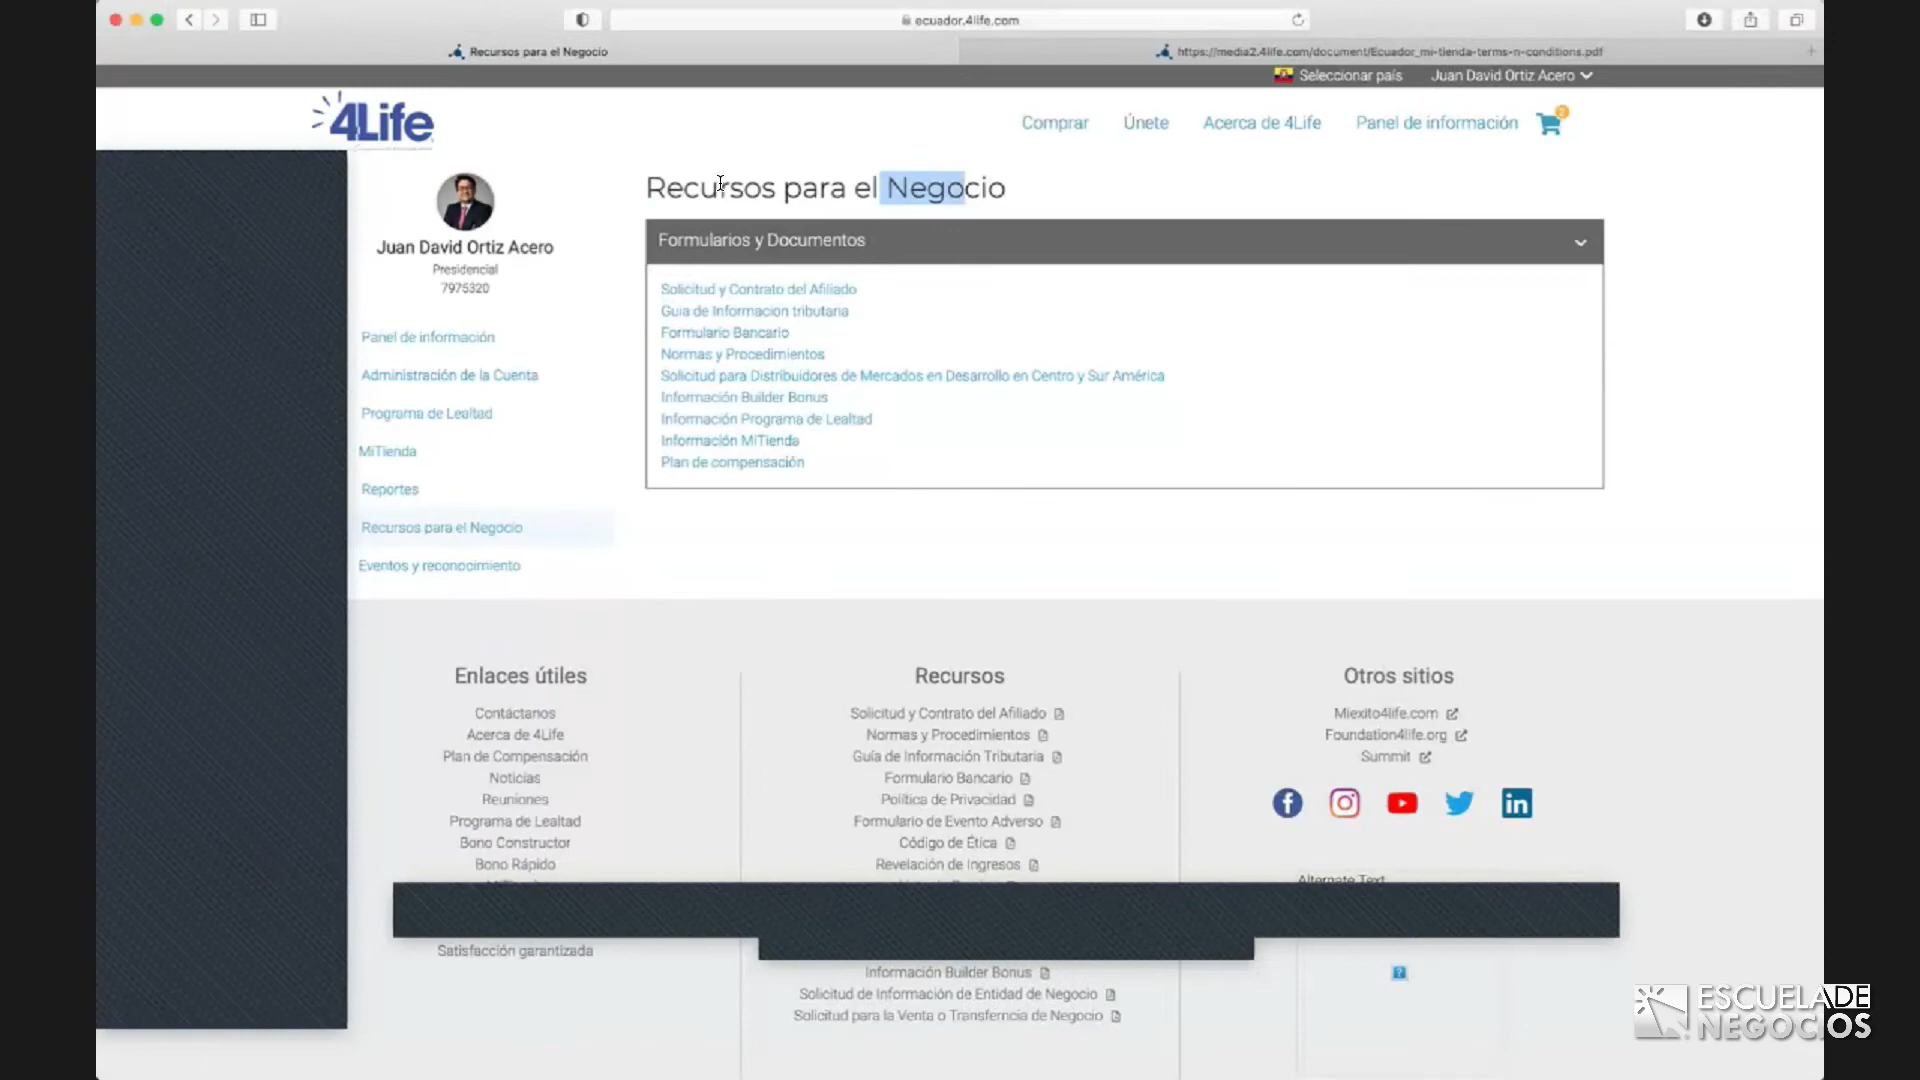 ecuador.4life.com
Recursos para el Negocio
https://media2.4life.com/document/Ecuador_mi-tienda-terms-n-conditions.pdf
Seleccionar país
Juan David Ortiz Acero
4Life
Comprar
Únete
Acerca de 4Life
Panel de información
2
Juan David Ortiz Acero
Presidencial
7975320
Panel de información
Administración de la Cuenta
Programa de Lealtad
MiTienda
Reportes
Recursos para el Negocio
Eventos y reconocimiento
Recursos para el Negocio
Formularios y Documentos
Solicitud y Contrato del Afiliado
Guia de Informacion tributaria
Formulario Bancario
Normas y Procedimientos
Solicitud para Distribuidores de Mercados en Desarrollo en Centro y Sur América
Información Builder Bonus
Información Programa de Lealtad
Información MiTienda
Plan de compensación
Enlaces útiles
Contáctanos
Acerca de 4Life
Plan de Compensación
Noticias
Reuniones
Programa de Lealtad
Bono Constructor
Bono Rápido
Satisfacción garantizada
Recursos
Solicitud y Contrato del Afiliado
Normas y Procedimientos
Guía de Información Tributaria
Formulario Bancario
Política de Privacidad
Formulario de Evento Adverso
Código de Ética
Revelación de Ingresos
Información Builder Bonus
Solicitud de Información de Entidad de Negocio
Solicitud para la Venta o Transferncia de Negocio
Otros sitios
Miexito4life.com
Foundation4life.org
Summit
Alternate Text
ESCUELA DE
NEGOCIOS